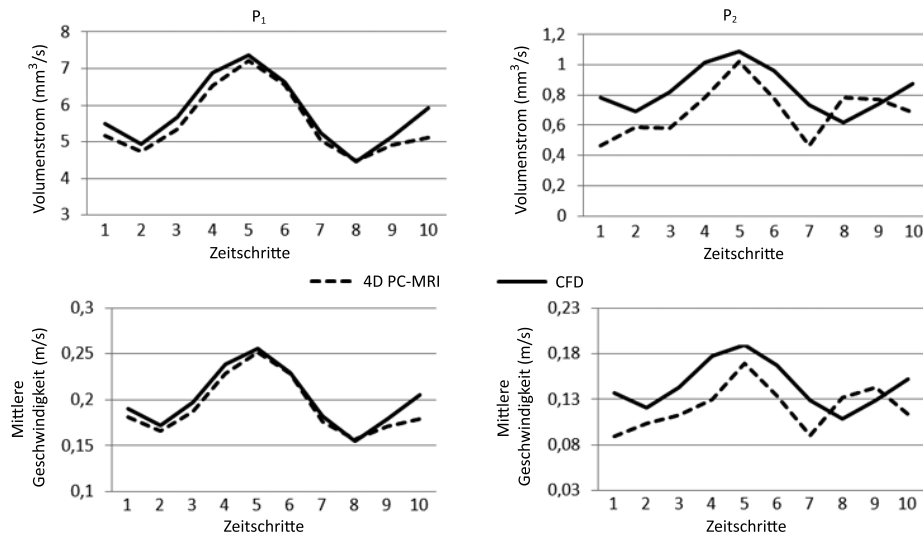 P1
P2
Volumenstrom (mm³/s)
8
7
6
5
4
3
1 2 3 4 5 6 7 8 9 10
Zeitschritte
Volumenstrom (mm³/s)
1,2
1
0,8
0,6
0,4
0,2
0
1 2 3 4 5 6 7 8 9 10
Zeitschritte
4D PC-MRI
CFD
Mittlere
Geschwindigkeit (m/s)
0,3
0,25
0,2
0,15
0,1
1 2 3 4 5 6 7 8 9 10
Zeitschritte
Mittlere
Geschwindigkeit (m/s)
0,23
0,18
0,13
0,08
0,03
1 2 3 4 5 6 7 8 9 10
Zeitschritte